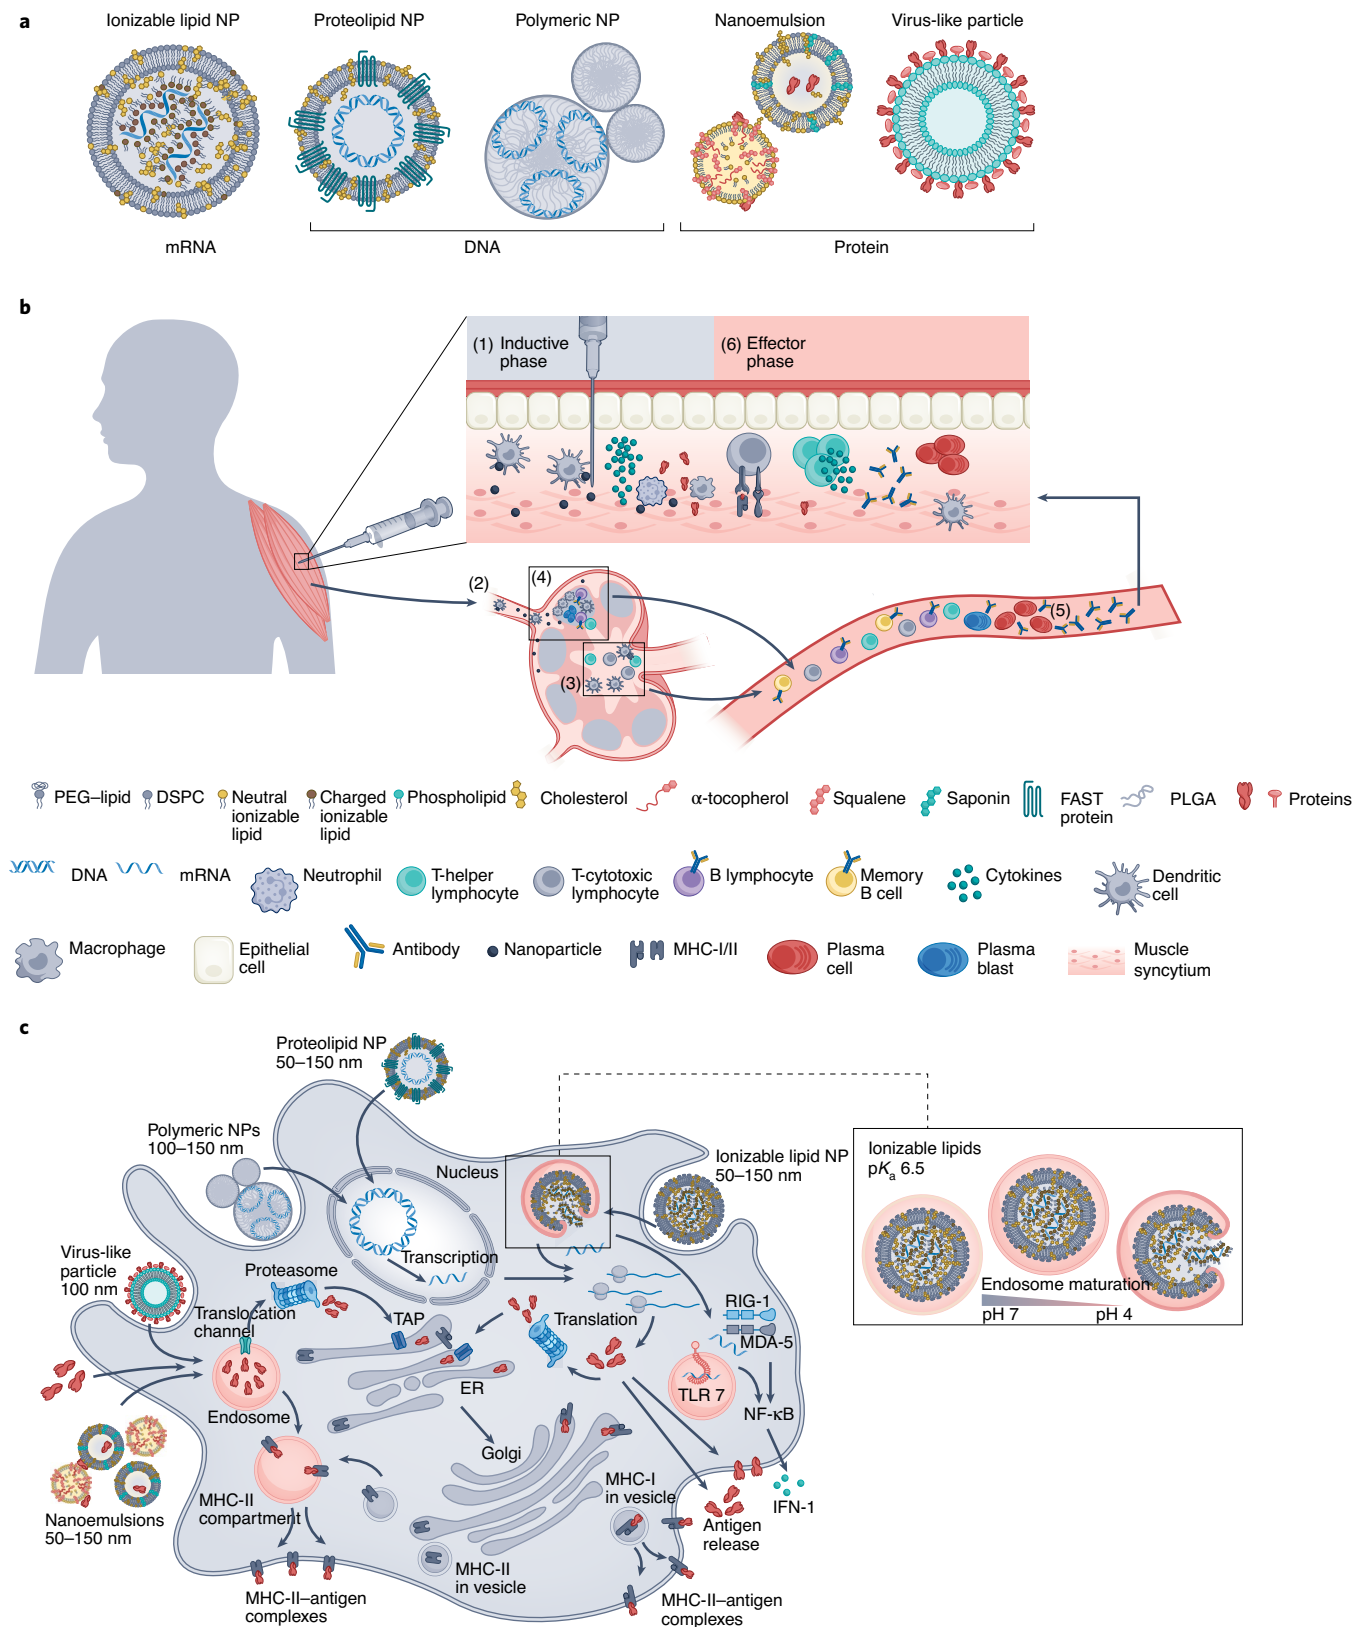 a
Ionizable lipid NP
Proteolipid NP
Polymeric NP
Nanoemulsion
Virus-like particle
mRNA
DNA
Protein
b
(1) Inductive
phase
(6) Effector
phase
(2)
(4)
(3)
(5)
PEG–lipid
DSPC
Neutral
ionizable
lipid
Charged
ionizable
lipid
Phospholipid
Cholesterol
α-tocopherol
Squalene
Saponin
FAST
protein
PLGA
Proteins
DNA
mRNA
Neutrophil
T-helper
lymphocyte
T-cytotoxic
lymphocyte
B lymphocyte
Memory
B cell
Cytokines
Dendritic
cell
Macrophage
Epithelial
cell
Antibody
Nanoparticle
MHC-I/II
Plasma
cell
Plasma
blast
Muscle
syncytium
c
Proteolipid NP
50–150 nm
Polymeric NPs
100–150 nm
Nucleus
Ionizable lipid NP
50–150 nm
Ionizable lipids
pKa 6.5
Endosome maturation
pH 7
pH 4
Virus-like
particle
100 nm
Transcription
Proteasome
Translocation
channel
TAP
Translation
RIG-1
MDA-5
ER
TLR 7
NF-κB
Endosome
Golgi
MHC-I
in vesicle
IFN-1
Antigen
release
MHC-II
compartment
Nanoemulsions
50–150 nm
MHC-II
in vesicle
MHC-II–antigen
complexes
MHC-II–antigen
complexes